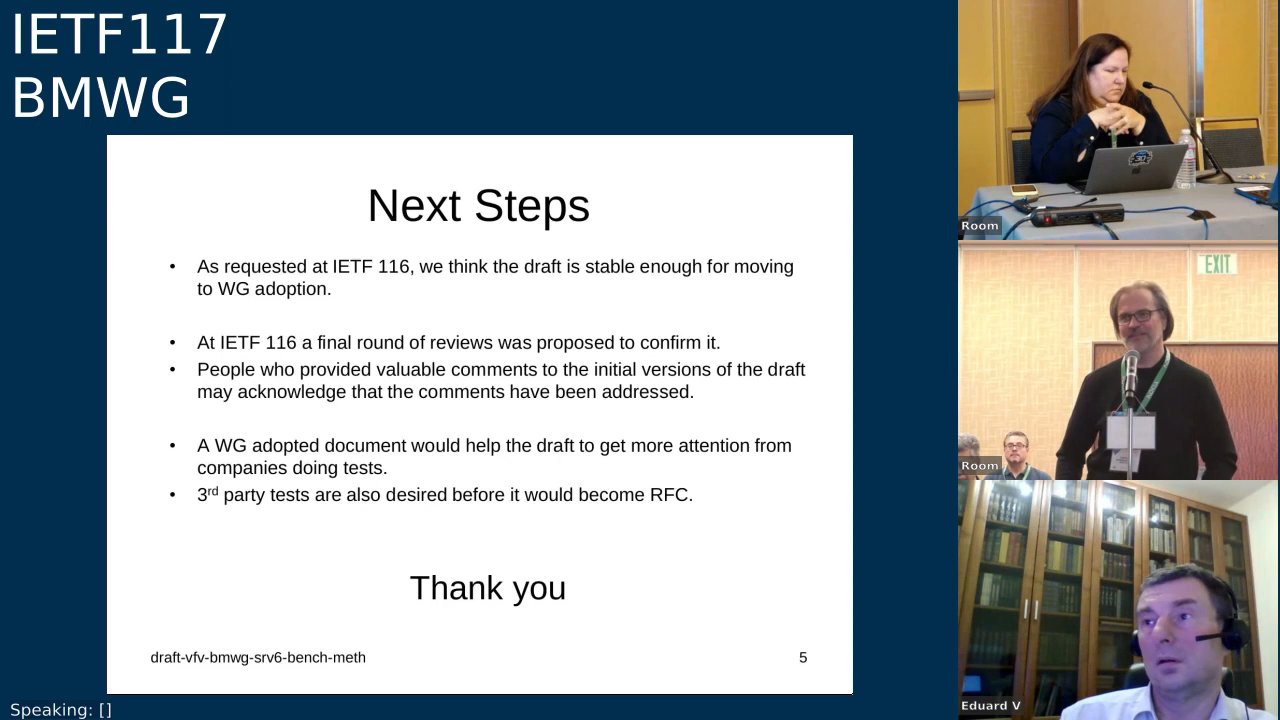 IETF117
BMWG
Next Steps
• As requested at IETF 116, we think the draft is stable enough for moving
to WG adoption.
• At IETF 116 a final round of reviews was proposed to confirm it.
• People who provided valuable comments to the initial versions of the draft
may acknowledge that the comments have been addressed.
• A WG adopted document would help the draft to get more attention from
companies doing tests.
• 3rd party tests are also desired before it would become RFC.
Thank you
draft-vfv-bmwg-srv6-bench-meth
5
Speaking: []
Room
EXIT
Room
Eduard V